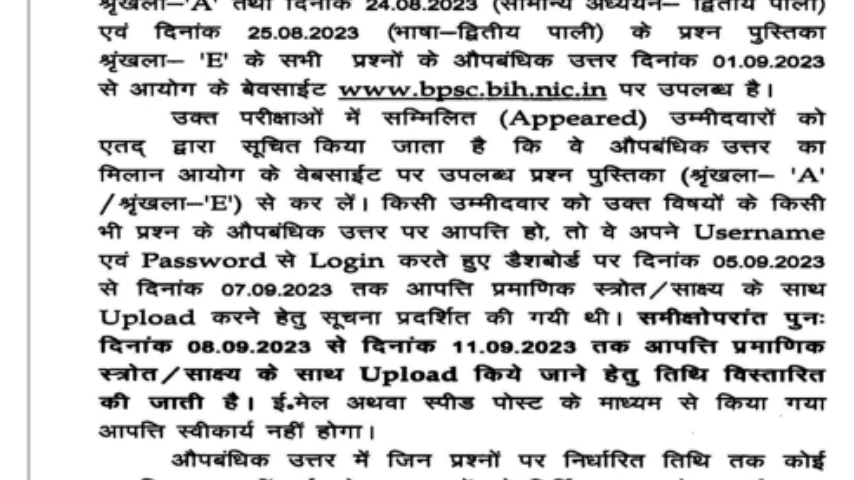 श्रृंखला-'A' तथा दिनांक 24.08.2023 (सामान्य अध्ययन– द्वितीय पाली)
एवं दिनांक 25.08.2023 (भाषा–द्वितीय पाली) के प्रश्न पुस्तिका
श्रृंखला– 'E' के सभी प्रश्नों के औपबंधिक उत्तर दिनांक 01.09.2023
से आयोग के बेवसाईट www.bpsc.bih.nic.in पर उपलब्ध है।
उक्त परीक्षाओं में सम्मिलित (Appeared) उम्मीदवारों को
एतद् द्वारा सूचित किया जाता है कि वे औपबंधिक उत्तर का
मिलान आयोग के वेबसाईट पर उपलब्ध प्रश्न पुस्तिका (श्रृंखला– 'A'
/श्रृंखला–'E') से कर लें। किसी उम्मीदवार को उक्त विषयों के किसी
भी प्रश्न के औपबंधिक उत्तर पर आपत्ति हो, तो वे अपने Username
एवं Password से Login करते हुए डैशबोर्ड पर दिनांक 05.09.2023
से दिनांक 07.09.2023 तक आपत्ति प्रमाणिक स्त्रोत/साक्ष्य के साथ
Upload करने हेतु सूचना प्रदर्शित की गयी थी। समीक्षोपरांत पुनः
दिनांक 08.09.2023 से दिनांक 11.09.2023 तक आपत्ति प्रमाणिक
स्त्रोत/साक्ष्य के साथ Upload किये जाने हेतु तिथि विस्तारित
की जाती है। ई.मेल अथवा स्पीड पोस्ट के माध्यम से किया गया
आपत्ति स्वीकार्य नहीं होगा।
औपबंधिक उत्तर में जिन प्रश्नों पर निर्धारित तिथि तक कोई